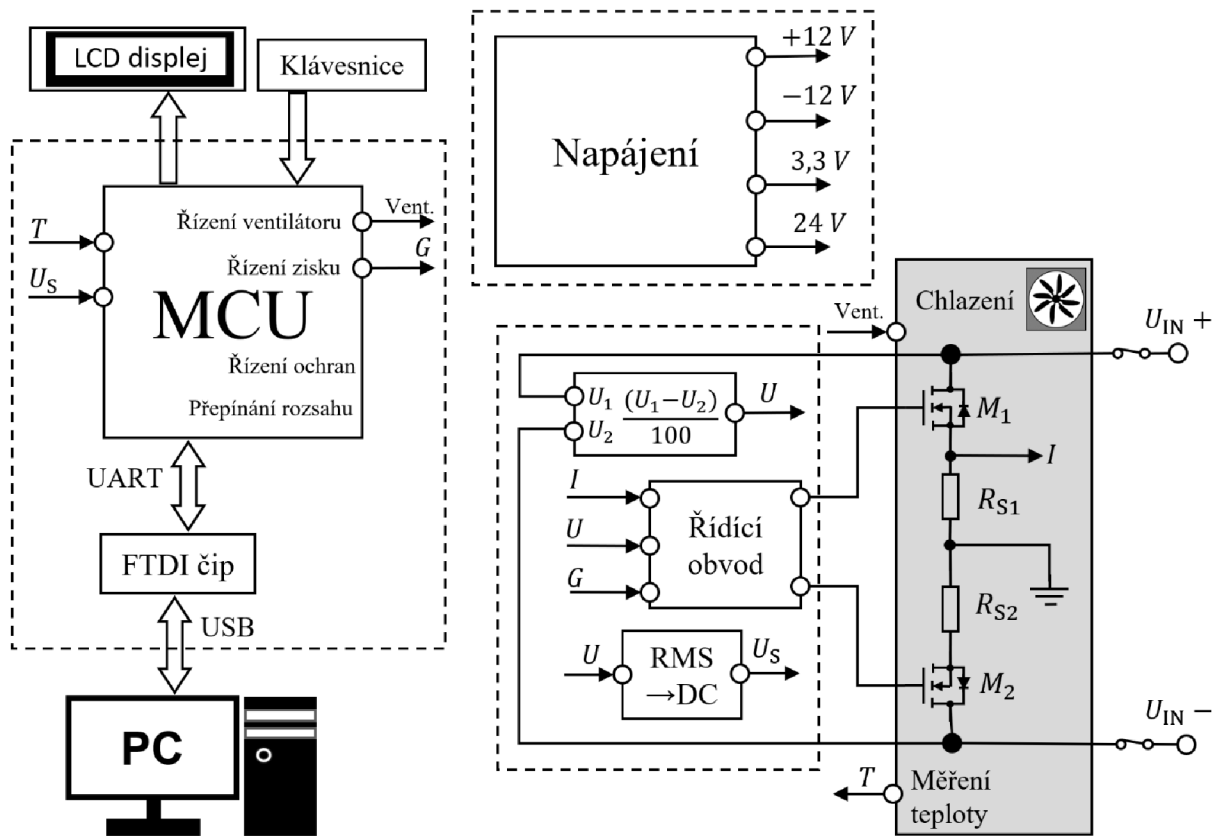 LCD displej
Klávesnice
T
U_S
Řízení ventilátoru
Řízení zisku
MCU
Řízení ochran
Přepínání rozsahu
Vent.
G
UART
FTDI čip
USB
PC
Napájení
+12 V
−12 V
3,3 V
24 V
U_1
U_2
(U_1−U_2)
100
U
I
U
G
Řídící
obvod
U
RMS
→DC
U_S
Vent.
Chlazení
U_IN +
M_1
I
R_S1
R_S2
M_2
U_IN −
T
Měření
teploty